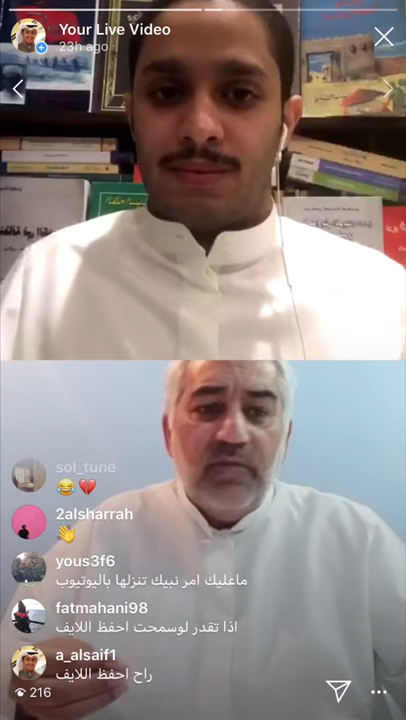 Your Live Video
23h ago
sol_tune
😂💔
2alsharrah
👋
yous3f6
ماعليك امر نبيك تنزلها باليوتيوب
fatmahani98
اذا تقدر لوسمحت احفظ اللايف
a_alsaif1
راح احفظ اللايف
216